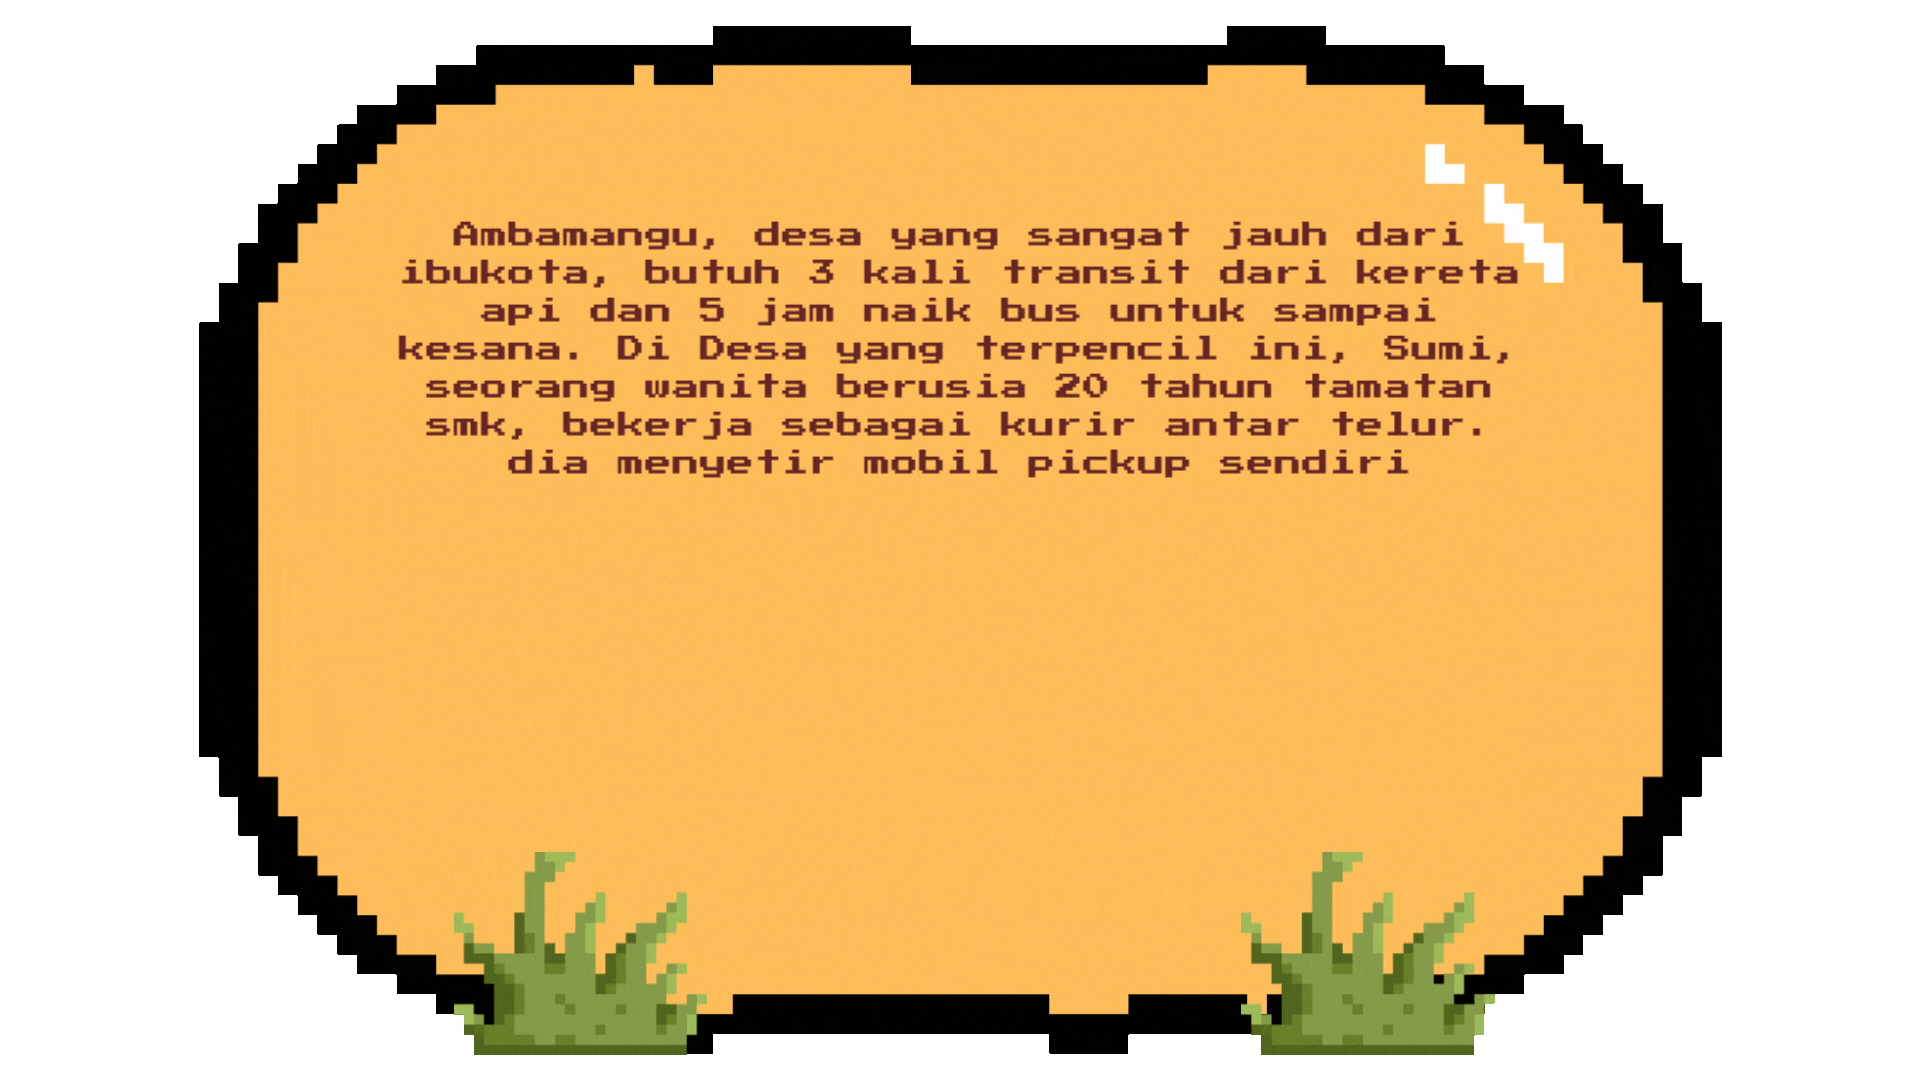 Ambamangu, desa yang sangat jauh dari
ibukota, butuh 3 kali transit dari kereta
api dan 5 jam naik bus untuk sampai
kesana. Di Desa yang terpencil ini, Sumi,
seorang wanita berusia 20 tahun tamatan
smk, bekerja sebagai kurir antar telur.
dia menyetir mobil pickup sendiri